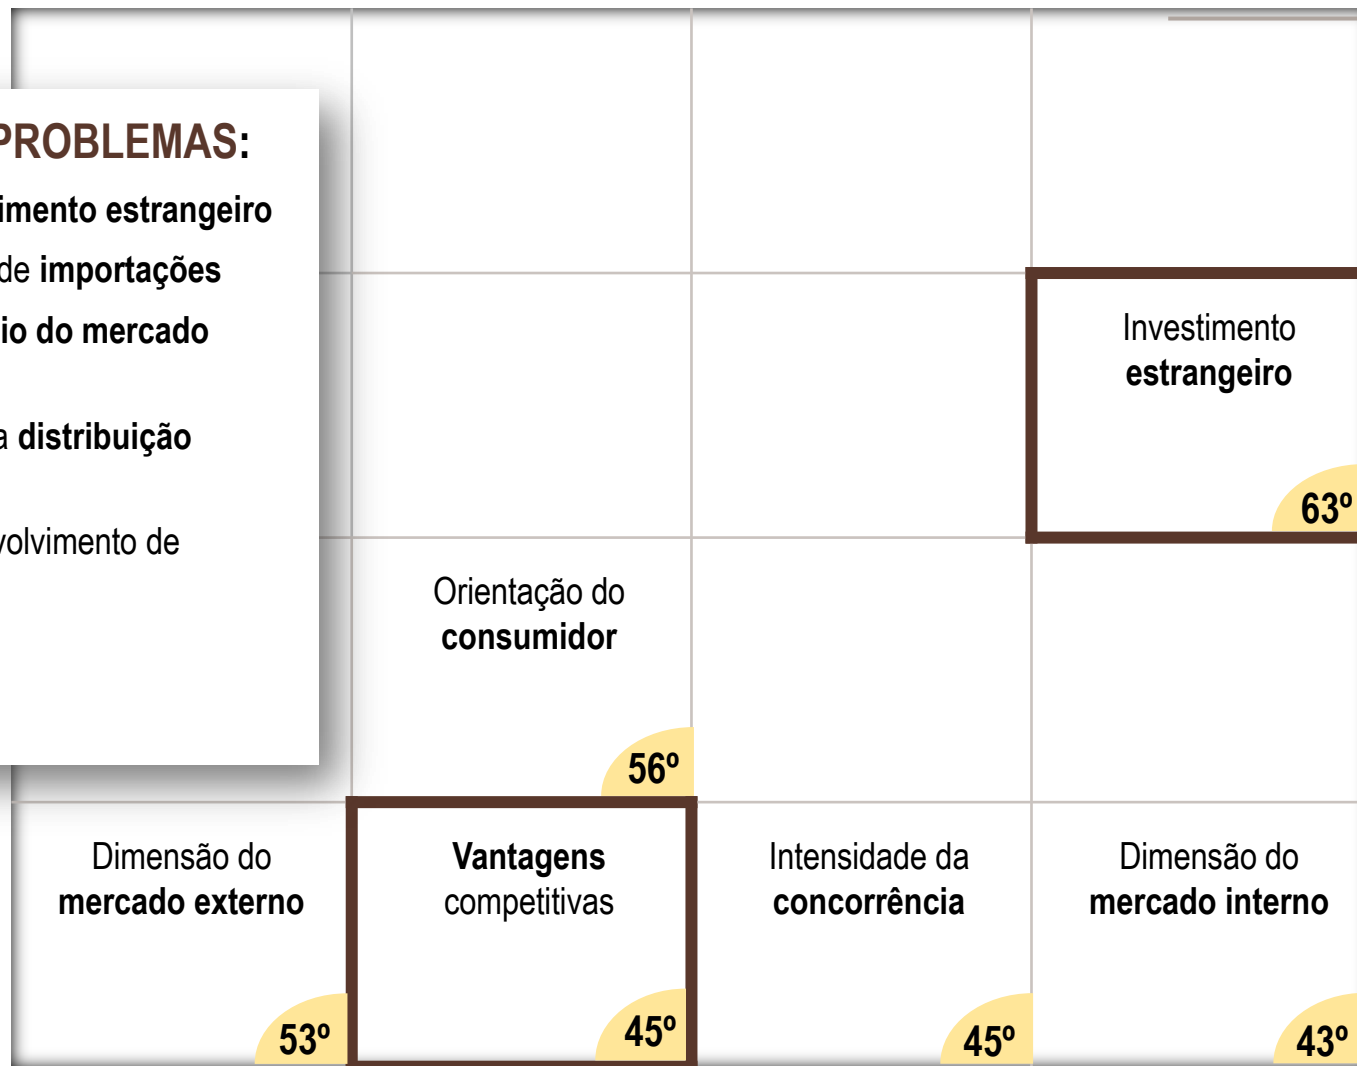 PROBLEMAS:
imento estrangeiro
de importações
io do mercado
a distribuição
volvimento de
Investimento
estrangeiro
63º
Orientação do
consumidor
56º
Dimensão do
mercado externo
53º
Vantagens
competitivas
45º
Intensidade da
concorrência
45º
Dimensão do
mercado interno
43º